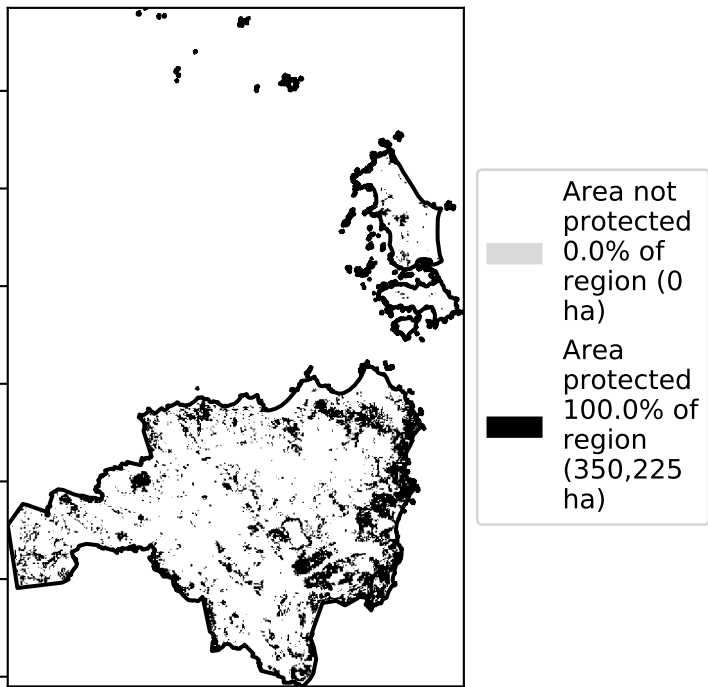 Area not
protected
0.0% of
region (0
ha)
Area
protected
100.0% of
region
(350,225
ha)